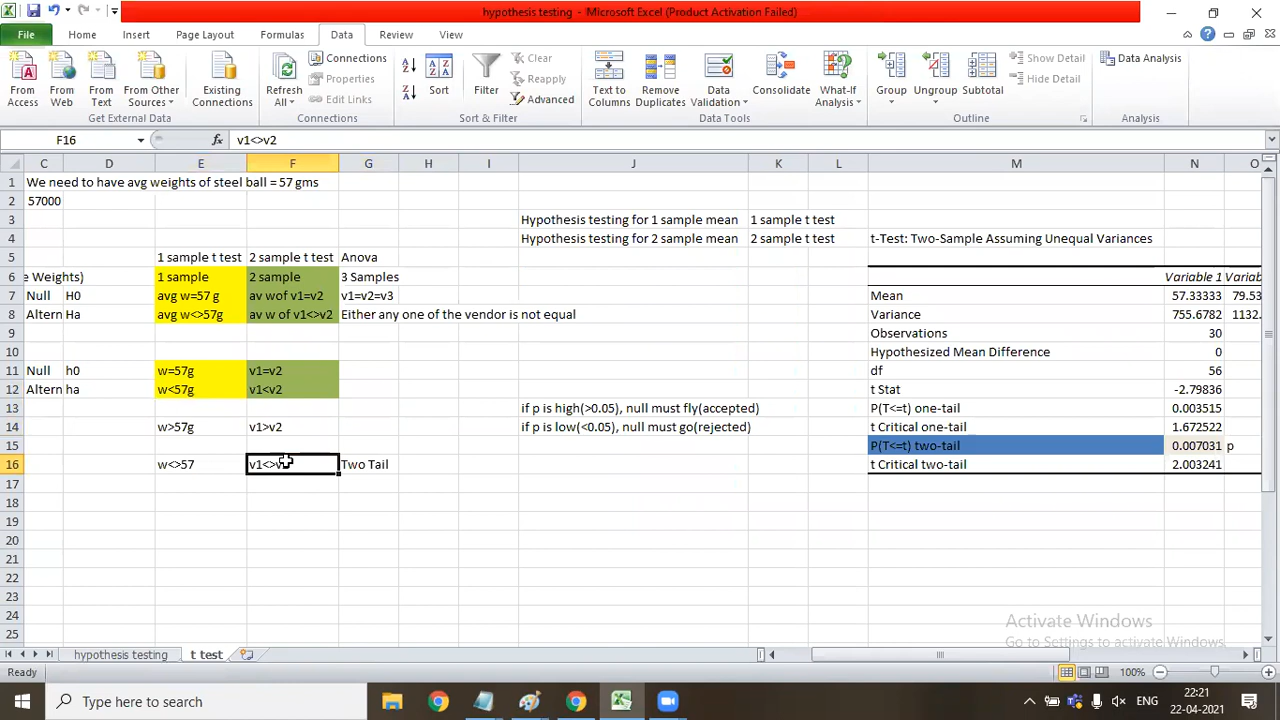 hypothesis testing - Microsoft Excel (Product Activation Failed)
File Home Insert Page Layout Formulas Data Review View
From Access
From Web
From Text
From Other Sources
Existing Connections
Get External Data
Refresh All
Connections
Properties
Edit Links
Connections
Sort
Filter
Clear
Reapply
Advanced
Sort & Filter
Text to Columns
Remove Duplicates
Data Validation
Consolidate
What-If Analysis
Data Tools
Group
Ungroup
Subtotal
Show Detail
Hide Detail
Outline
Data Analysis
Analysis
F16 fx v1<>v2
C D E F G H I J K L M N O
1 We need to have avg weights of steel ball = 57 gms
2 57000
3 Hypothesis testing for 1 sample mean 1 sample t test
4 Hypothesis testing for 2 sample mean 2 sample t test t-Test: Two-Sample Assuming Unequal Variances
5 1 sample t test 2 sample t test Anova
6 e Weights) 1 sample 2 sample 3 Samples Variable 1 Variab
7 Null H0 avg w=57 g av wof v1=v2 v1=v2=v3 Mean 57.33333 79.53
8 Altern Ha avg w<>57g av w of v1<>v2 Either any one of the vendor is not equal Variance 755.6782 1132.
9 Observations 30
10 Hypothesized Mean Difference 0
11 Null h0 w=57g v1=v2 df 56
12 Altern ha w<57g v1<v2 t Stat -2.79836
13 if p is high(>0.05), null must fly(accepted) P(T<=t) one-tail 0.003515
14 w>57g v1>v2 if p is low(<0.05), null must go(rejected) t Critical one-tail 1.672522
15 P(T<=t) two-tail 0.007031 p
16 w<>57 v1<>v Two Tail t Critical two-tail 2.003241
17
18
19
20
21
22
23
24
25
Activate Windows
Go to Settings to activate Windows.
hypothesis testing t test
Ready 100%
Type here to search
ENG
22:21
22-04-2021